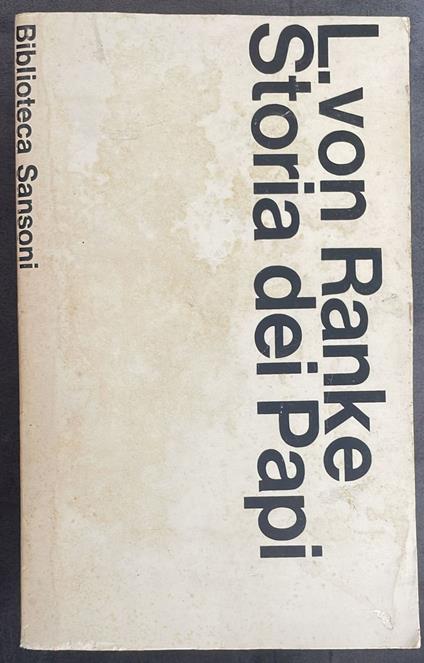 L. von Ranke
Storia dei Papi
Biblioteca Sansoni